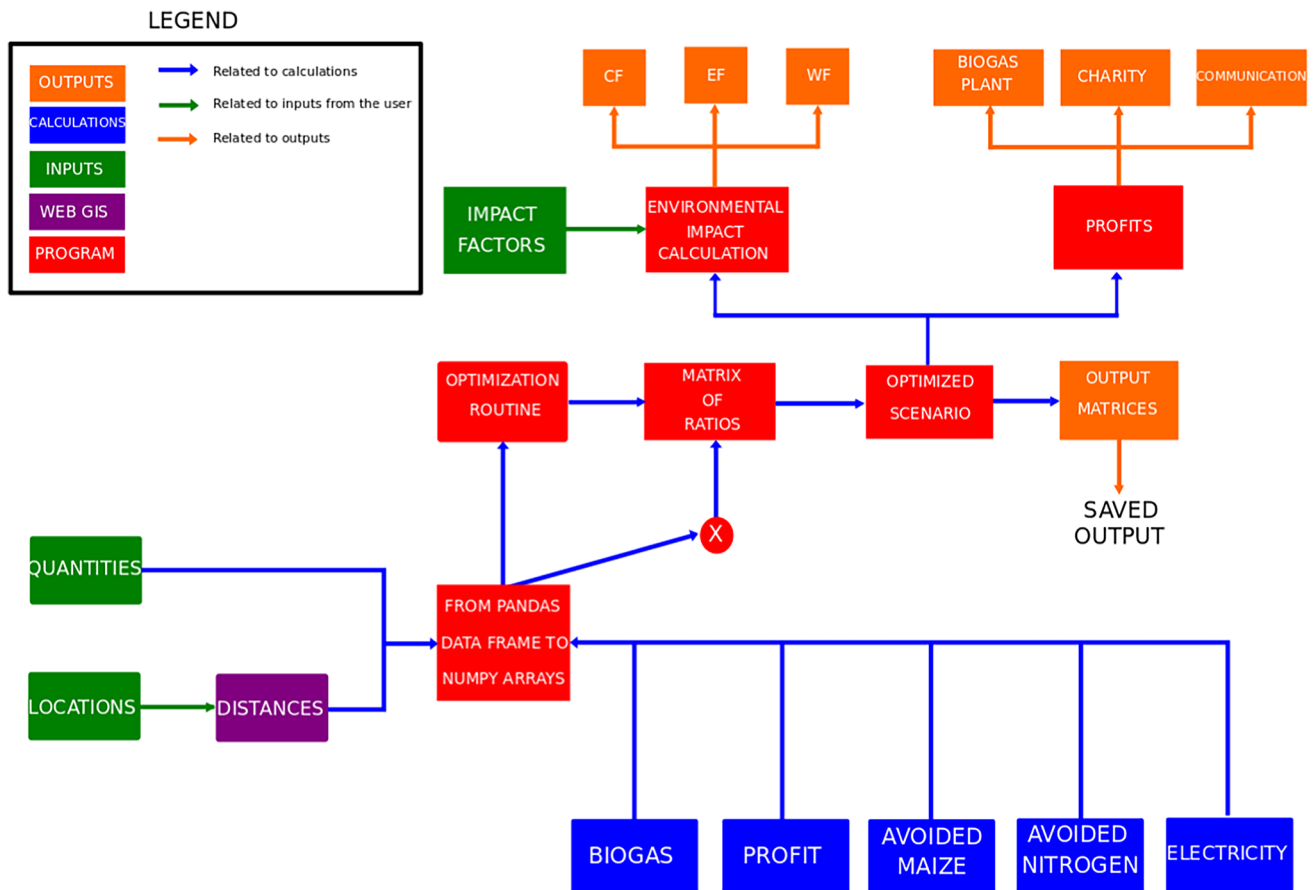 LEGEND
OUTPUTS
CALCULATIONS
INPUTS
WEB GIS
PROGRAM
Related to calculations
Related to inputs from the user
Related to outputs
CF
EF
WF
BIOGAS
PLANT
CHARITY
COMMUNICATION
IMPACT
FACTORS
ENVIRONMENTAL
IMPACT
CALCULATION
PROFITS
OPTIMIZATION
ROUTINE
MATRIX
OF
RATIOS
OPTIMIZED
SCENARIO
OUTPUT
MATRICES
SAVED
OUTPUT
X
QUANTITIES
LOCATIONS
DISTANCES
FROM PANDAS
DATA FRAME TO
NUMPY ARRAYS
BIOGAS
PROFIT
AVOIDED
MAIZE
AVOIDED
NITROGEN
ELECTRICITY